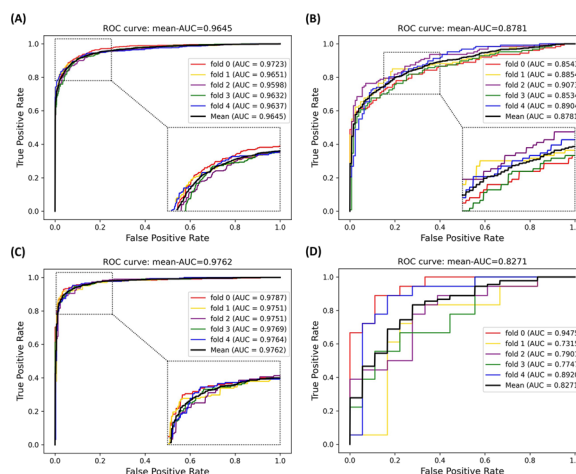 (A)
ROC curve: mean-AUC=0.9645
True Positive Rate
1.0
0.8
0.6
0.4
0.2
0.0
fold 0 (AUC = 0.9723)
fold 1 (AUC = 0.9651)
fold 2 (AUC = 0.9598)
fold 3 (AUC = 0.9632)
fold 4 (AUC = 0.9637)
Mean (AUC = 0.9645)
0.0 0.2 0.4 0.6 0.8 1.0
False Positive Rate
(B)
ROC curve: mean-AUC=0.8781
True Positive Rate
1.0
0.8
0.6
0.4
0.2
0.0
fold 0 (AUC = 0.854
fold 1 (AUC = 0.8854
fold 2 (AUC = 0.907
fold 3 (AUC = 0.8534
fold 4 (AUC = 0.8904
Mean (AUC = 0.8781
0.0 0.2 0.4 0.6 0.8 1.
False Positive Rate
(C)
ROC curve: mean-AUC=0.9762
True Positive Rate
1.0
0.8
0.6
0.4
0.2
0.0
fold 0 (AUC = 0.9787)
fold 1 (AUC = 0.9751)
fold 2 (AUC = 0.9751)
fold 3 (AUC = 0.9769)
fold 4 (AUC = 0.9764)
Mean (AUC = 0.9762)
0.0 0.2 0.4 0.6 0.8 1.0
False Positive Rate
(D)
ROC curve: mean-AUC=0.8271
True Positive Rate
1.0
0.8
0.6
0.4
0.2
0.0
fold 0 (AUC = 0.947
fold 1 (AUC = 0.7315
fold 2 (AUC = 0.790
fold 3 (AUC = 0.774
fold 4 (AUC = 0.892
Mean (AUC = 0.8271
0.0 0.2 0.4 0.6 0.8 1.
False Positive Rate